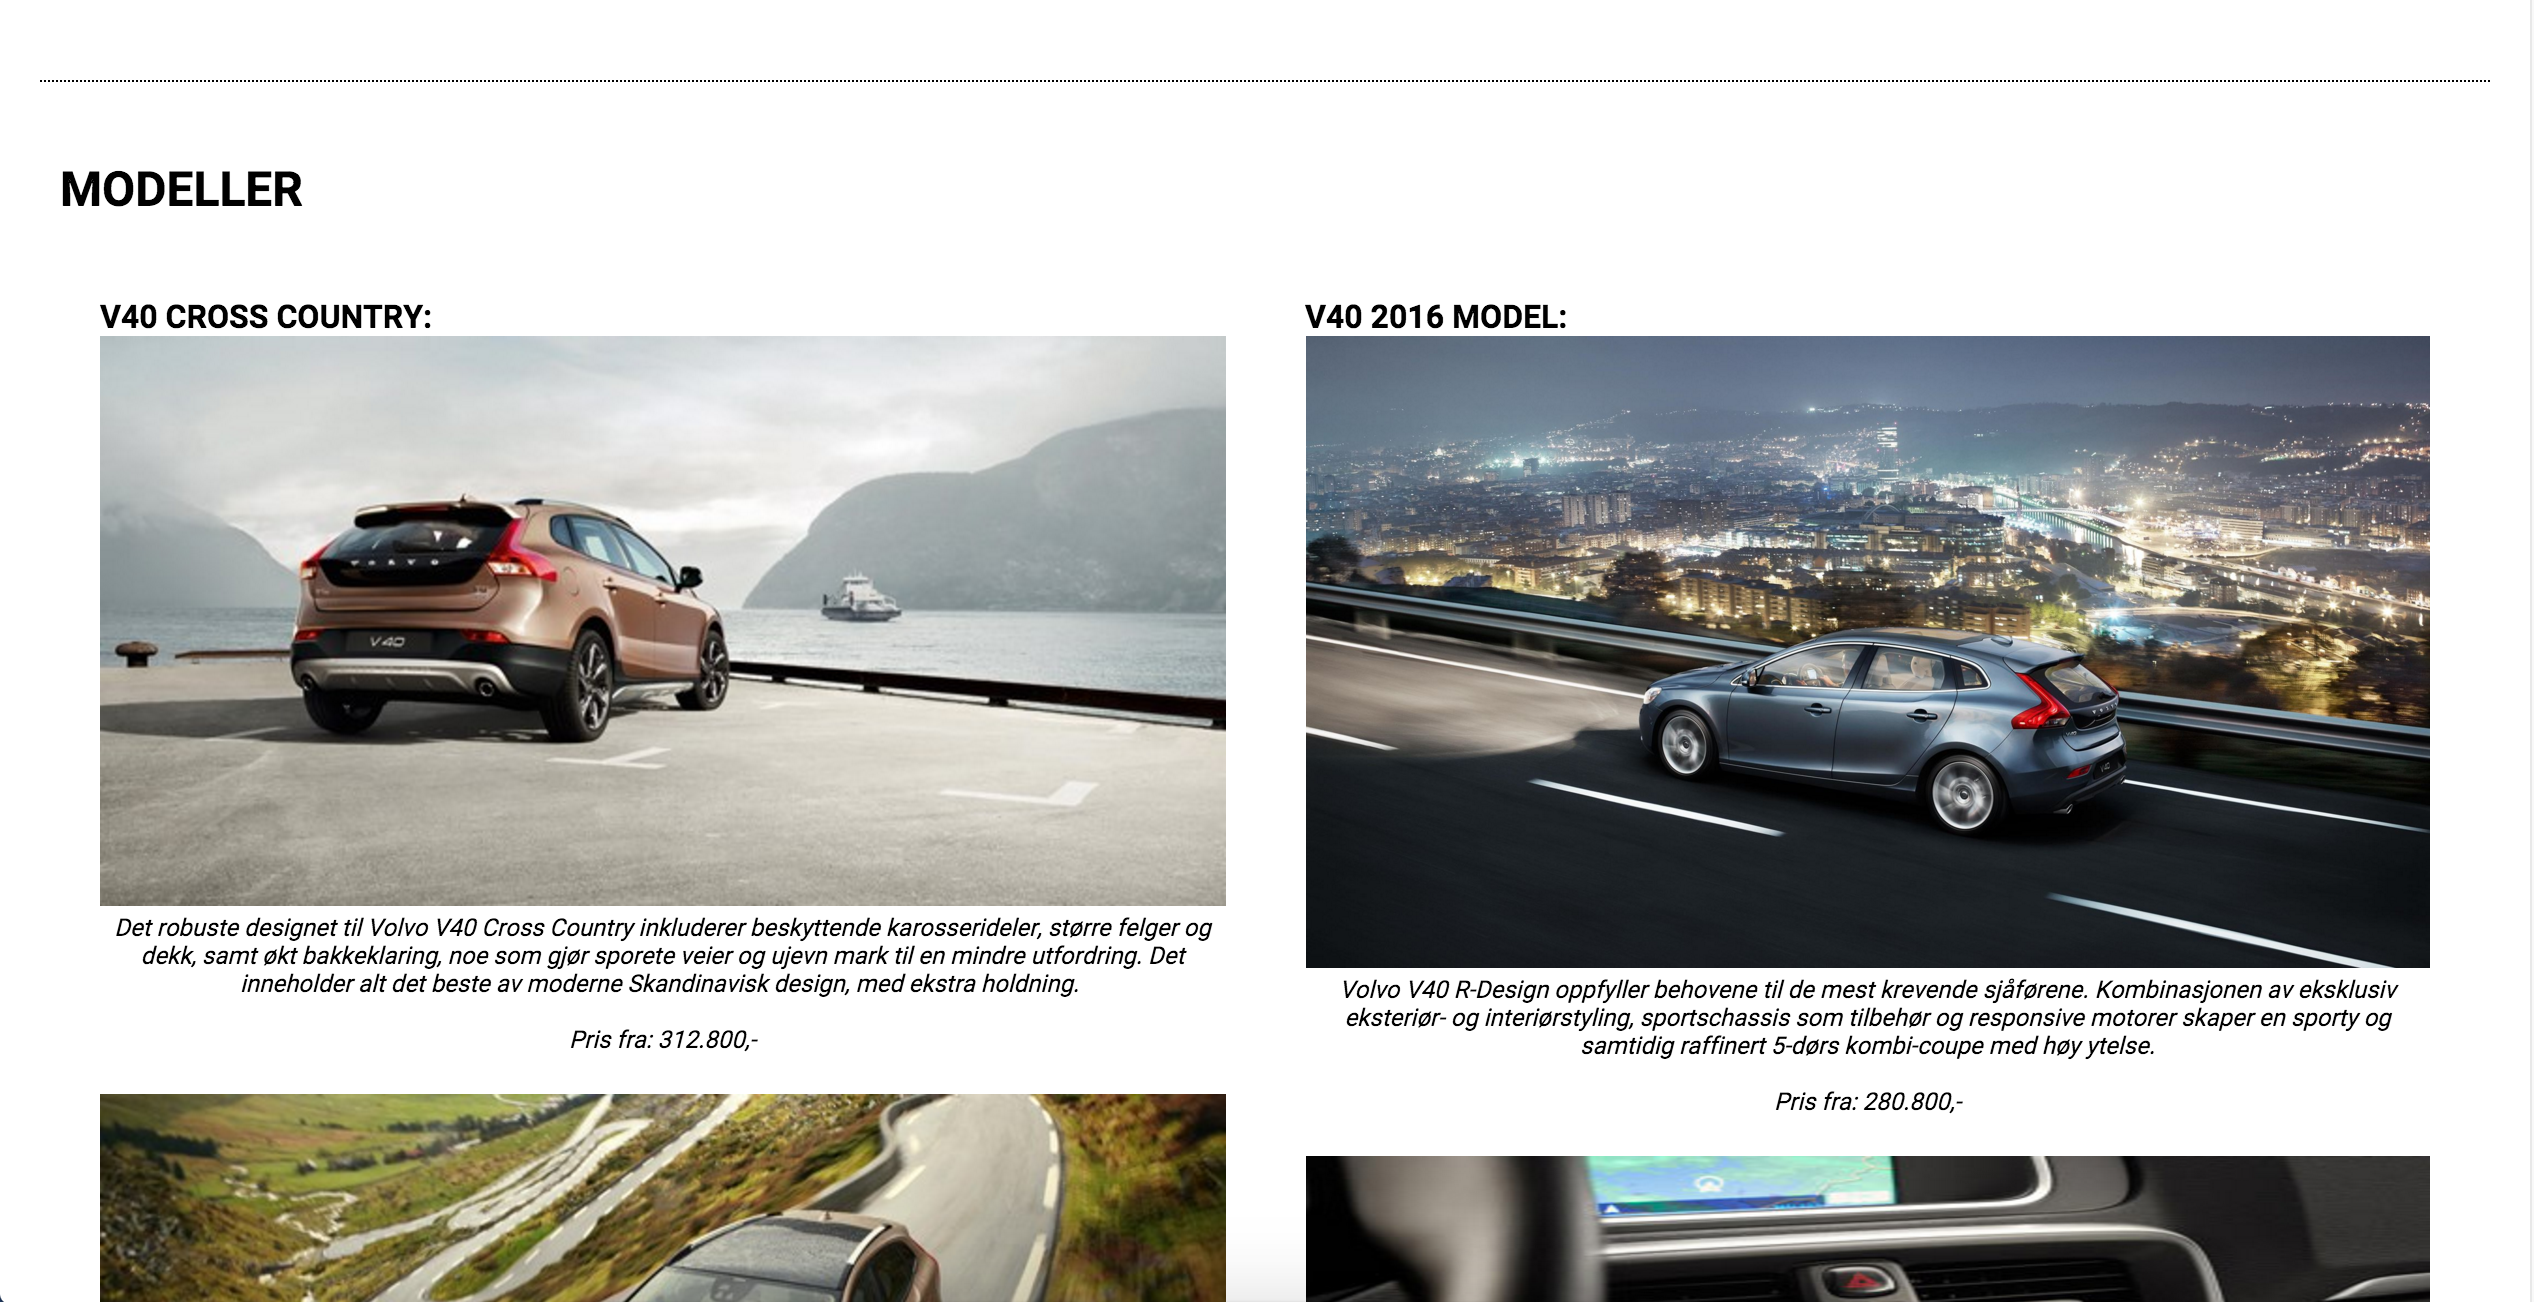 MODELLER
V40 CROSS COUNTRY:
VOLVO
V40
Det robuste designet til Volvo V40 Cross Country inkluderer beskyttende karosserideler, større felger og
dekk, samt økt bakkeklaring, noe som gjør sporete veier og ujevn mark til en mindre utfordring. Det
inneholder alt det beste av moderne Skandinavisk design, med ekstra holdning.
Pris fra: 312.800,-
V40 2016 MODEL:
VOLVO
V40
Volvo V40 R-Design oppfyller behovene til de mest krevende sjåførene. Kombinasjonen av eksklusiv
eksteriør- og interiørstyling, sportschassis som tilbehør og responsive motorer skaper en sporty og
samtidig raffinert 5-dørs kombi-coupe med høy ytelse.
Pris fra: 280.800,-